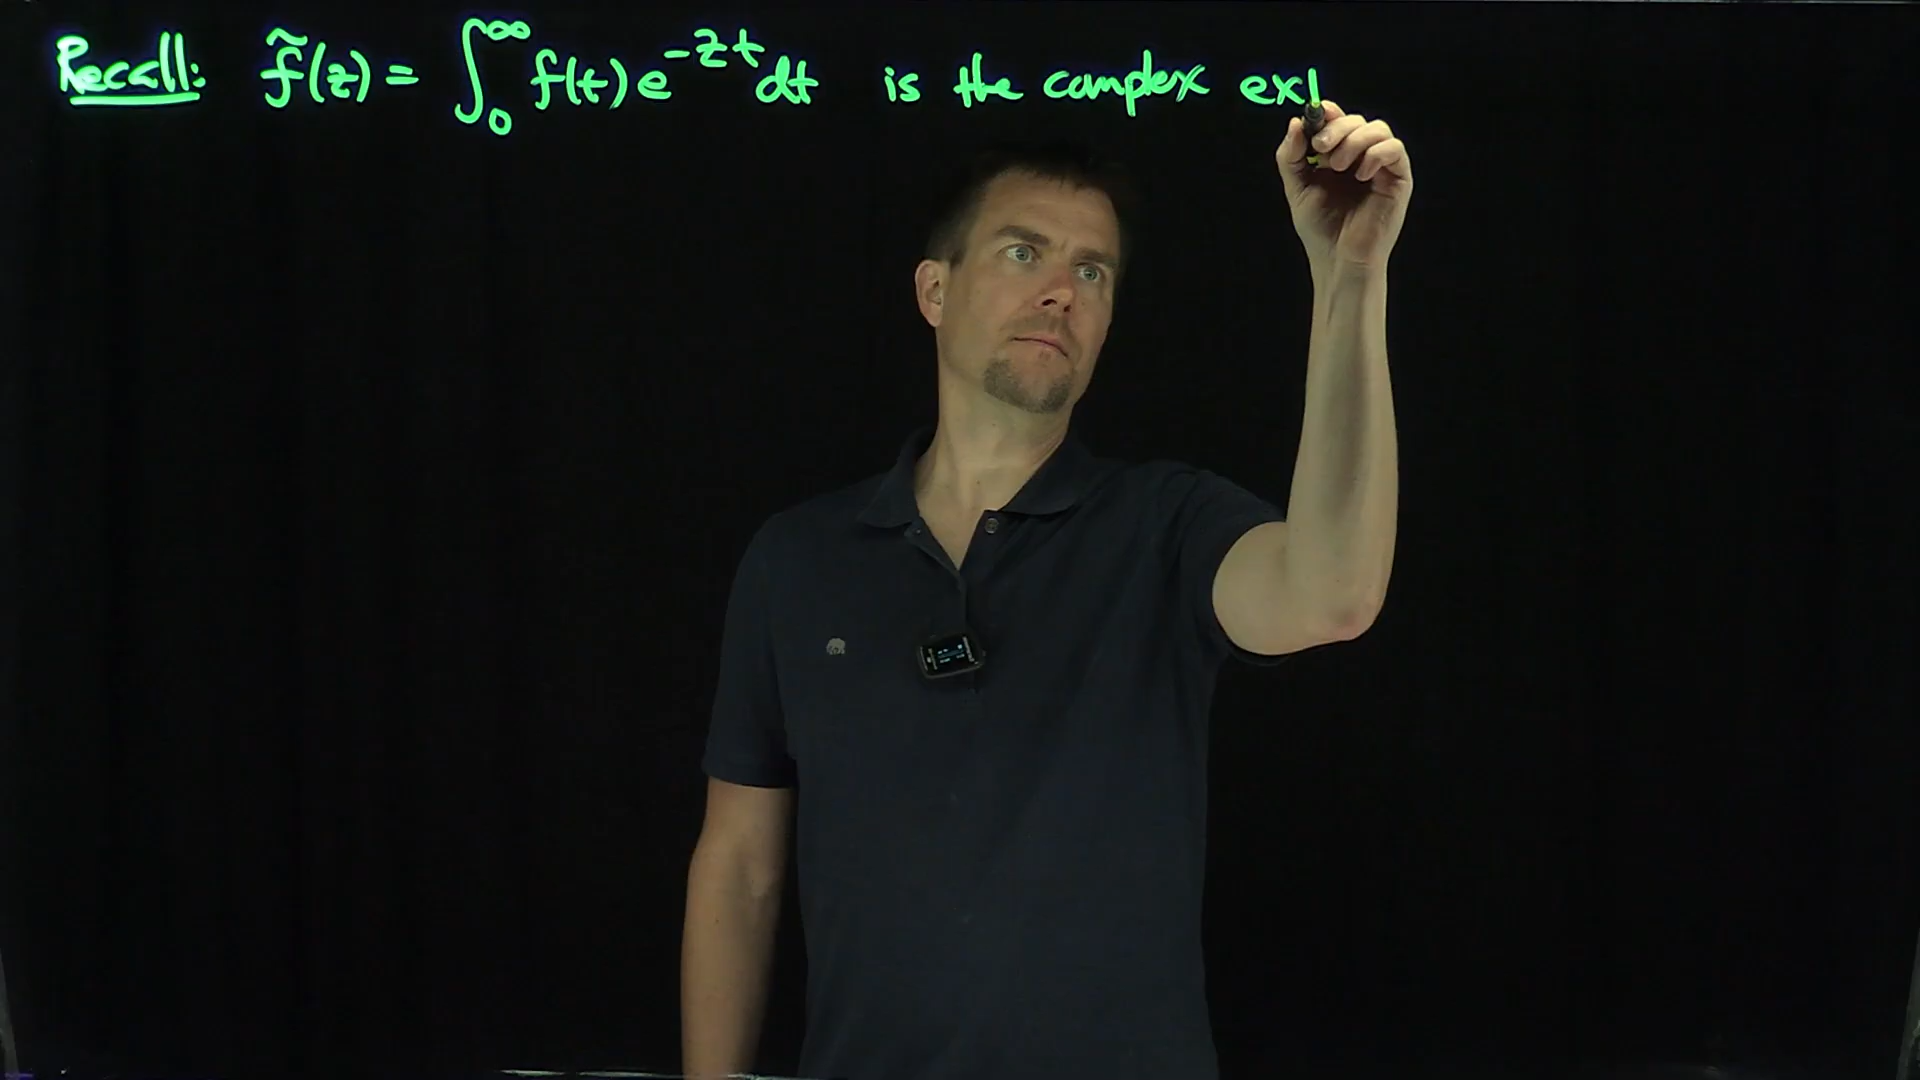 Recall: f̃(z) = ∫₀^∞ f(t) e^{-zt} dt is the complex ex